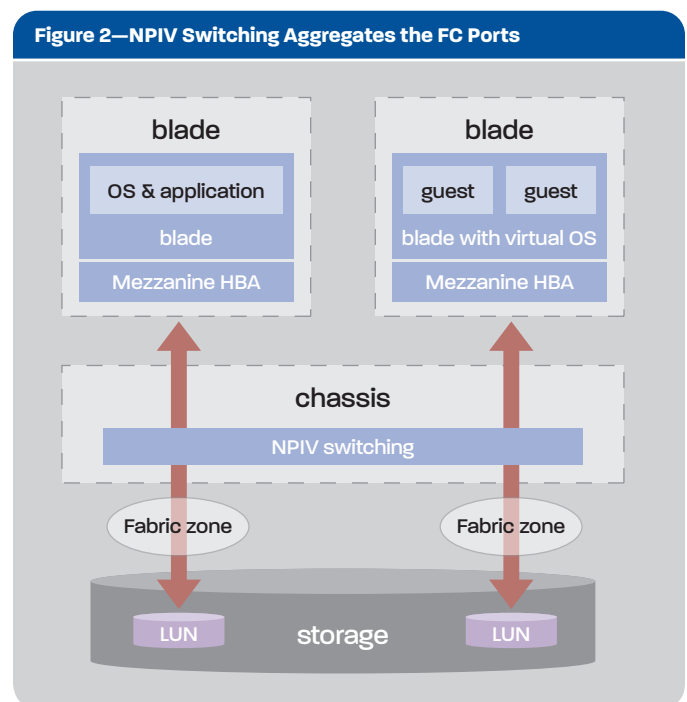 Figure 2—NPIV Switching Aggregates the FC Ports
blade
OS & application
blade
Mezzanine HBA
blade
guest guest
blade with virtual OS
Mezzanine HBA
chassis
NPIV switching
Fabric zone
Fabric zone
LUN
storage
LUN